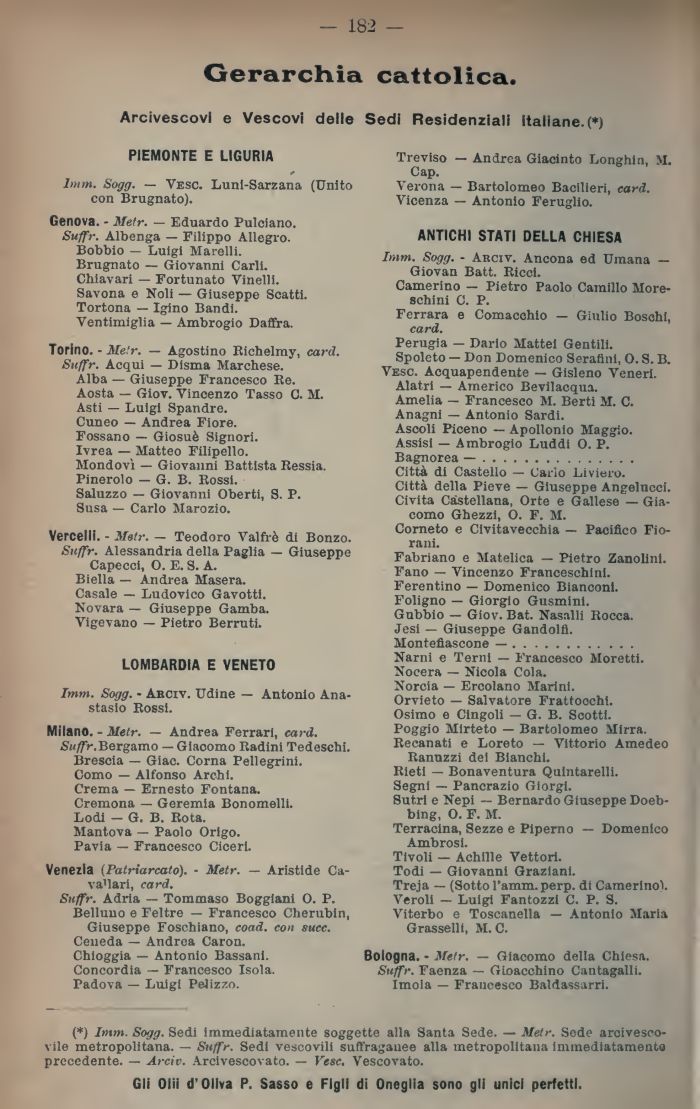 — 182 —
Gerarchia cattolica.
Arcivescovi e Vescovi delle Sedi Residenziali Italiane.(*)
PIEMONTE E LIGURIA
Imm. Sogg. — VESC. Luni-Sarzana (Unito
con Brugnato).
Genova. - Metr. — Eduardo Pulciano.
Suffr. Albenga — Filippo Allegro.
Bobbio — Luigi Marelli.
Brugnato — Giovanni Carli.
Chiavari — Fortunato Vinelli.
Savona e Noli — Giuseppe Scatti.
Tortona — Igino Bandi.
Ventimiglia — Ambrogio Daffra.
Torino. - Metr. — Agostino Richelmy, card.
Suffr. Acqui — Disma Marchese.
Alba — Giuseppe Francesco Re.
Aosta — Giov. Vincenzo Tasso C. M.
Asti — Luigi Spandre.
Cuneo — Andrea Fiore.
Fossano — Giosuè Signori.
Ivrea — Matteo Filipello.
Mondovì — Giovanni Battista Ressia.
Pinerolo — G. B. Rossi.
Saluzzo — Giovanni Oberti, S. P.
Susa — Carlo Marozio.
Vercelli. - Metr. — Teodoro Valfrè di Bonzo.
Suffr. Alessandria della Paglia — Giuseppe
Capecci, O. E. S. A.
Biella — Andrea Masera.
Casale — Ludovico Gavotti.
Novara — Giuseppe Gamba.
Vigevano — Pietro Berruti.
LOMBARDIA E VENETO
Imm. Sogg. - ARCIV. Udine — Antonio Ana-
stasio Rossi.
Milano. - Metr. — Andrea Ferrari, card.
Suffr. Bergamo — Giacomo Radini Tedeschi.
Brescia — Giac. Corna Pellegrini.
Como — Alfonso Archi.
Crema — Ernesto Fontana.
Cremona — Geremia Bonomelli.
Lodi — G. B. Rota.
Mantova — Paolo Origo.
Pavia — Francesco Ciceri.
Venezia (Patriarcato). - Metr. — Aristide Ca-
vallari, card.
Suffr. Adria — Tommaso Boggiani O. P.
Belluno e Feltre — Francesco Cherubin,
Giuseppe Foschiano, coad. con succ.
Ceneda — Andrea Caron.
Chioggia — Antonio Bassani.
Concordia — Francesco Isola.
Padova — Luigi Pelizzo.
Treviso — Andrea Giacinto Longhin, M.
Cap.
Verona — Bartolomeo Bacilieri, card.
Vicenza — Antonio Feruglio.
ANTICHI STATI DELLA CHIESA
Imm. Sogg. - ARCIV. Ancona ed Umana —
Giovan Batt. Ricci.
Camerino — Pietro Paolo Camillo More-
schini C. P.
Ferrara e Comacchio — Giulio Boschi,
card.
Perugia — Dario Mattei Gentili.
Spoleto — Don Domenico Serafini, O. S. B.
VESC. Acquapendente — Gisleno Veneri.
Alatri — Americo Bevilacqua.
Amelia — Francesco M. Berti M. C.
Anagni — Antonio Sardi.
Ascoli Piceno — Apollonio Maggio.
Assisi — Ambrogio Luddi O. P.
Bagnorea — . . . . . . . . . . . . . . .
Città di Castello — Carlo Liviero.
Città della Pieve — Giuseppe Angelucci.
Civita Castellana, Orte e Gallese — Gia-
como Ghezzi, O. F. M.
Corneto e Civitavecchia — Pacifico Fio-
rani.
Fabriano e Matelica — Pietro Zanolini.
Fano — Vincenzo Franceschini.
Ferentino — Domenico Bianconi.
Foligno — Giorgio Gusmini.
Gubbio — Giov. Bat. Nasalli Rocca.
Jesi — Giuseppe Gandolfi.
Montefiascone — . . . . . . . . . . . .
Narni e Terni — Francesco Moretti.
Nocera — Nicola Cola.
Norcia — Ercolano Marini.
Orvieto — Salvatore Frattocchi.
Osimo e Cingoli — G. B. Scotti.
Poggio Mirteto — Bartolomeo Mirra.
Recanati e Loreto — Vittorio Amedeo
Ranuzzi dei Bianchi.
Rieti — Bonaventura Quintarelli.
Segni — Pancrazio Giorgi.
Sutri e Nepi — Bernardo Giuseppe Doeb-
bing, O. F. M.
Terracina, Sezze e Piperno — Domenico
Ambrosi.
Tivoli — Achille Vettori.
Todi — Giovanni Graziani.
Treja — (Sotto l'amm. perp. di Camerino).
Veroli — Luigi Fantozzi C. P. S.
Viterbo e Toscanella — Antonio Maria
Grasselli, M. C.
Bologna. - Metr. — Giacomo della Chiesa.
Suffr. Faenza — Gioacchino Cantagalli.
Imola — Francesco Baldassarri.
(*) Imm. Sogg. Sedi immediatamente soggette alla Santa Sede. — Metr. Sede arcivesco-
vile metropolitana. — Suffr. Sedi vescovili suffraganee alla metropolitana immediatamente
precedente. — Arciv. Arcivescovato. — Vesc. Vescovato.
Gli Olii d'Oliva P. Sasso e Figli di Oneglia sono gli unici perfetti.